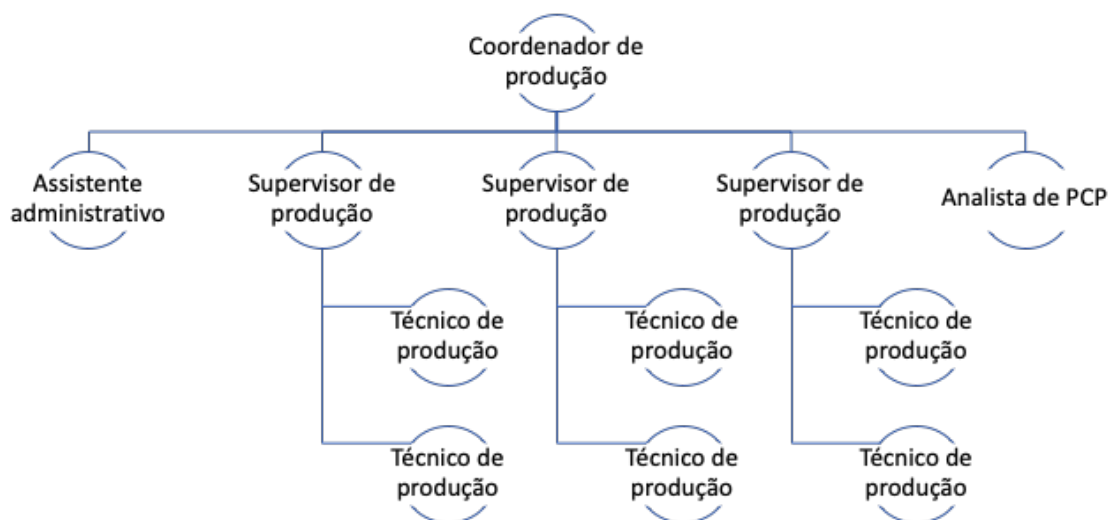 Coordenador de
produção
Assistente
administrativo
Supervisor de
produção
Supervisor de
produção
Supervisor de
produção
Analista de PCP
Técnico de
produção
Técnico de
produção
Técnico de
produção
Técnico de
produção
Técnico de
produção
Técnico de
produção